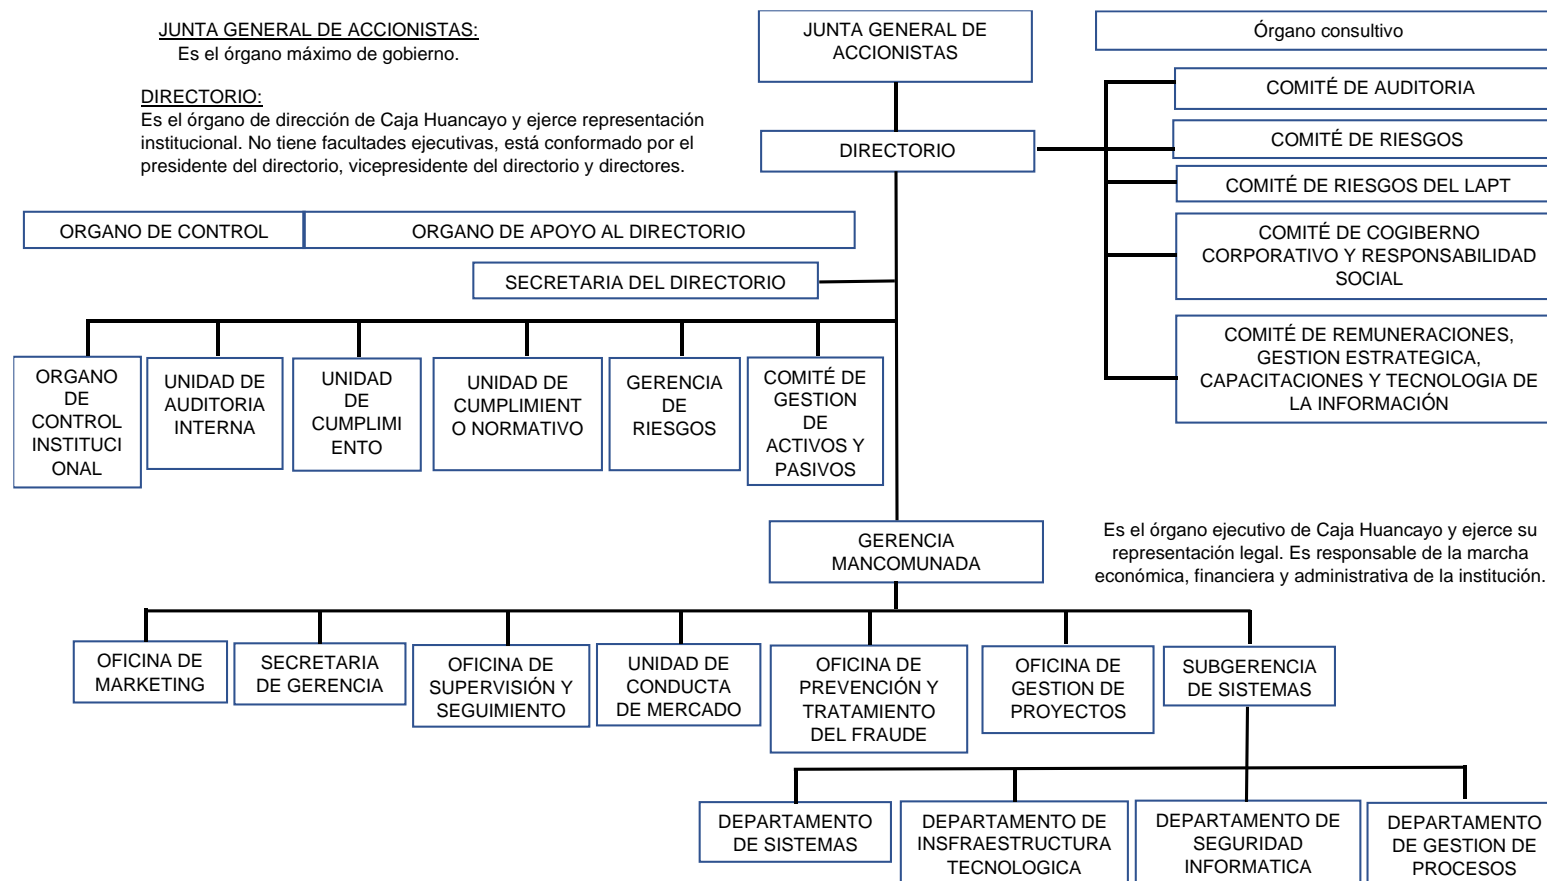 JUNTA GENERAL DE ACCIONISTAS:
Es el órgano máximo de gobierno.
DIRECTORIO:
Es el órgano de dirección de Caja Huancayo y ejerce representación
institucional. No tiene facultades ejecutivas, está conformado por el
presidente del directorio, vicepresidente del directorio y directores.
JUNTA GENERAL DE
ACCIONISTAS
Órgano consultivo
DIRECTORIO
COMITÉ DE AUDITORIA
COMITÉ DE RIESGOS
COMITÉ DE RIESGOS DEL LAPT
COMITÉ DE COGIBERNO
CORPORATIVO Y RESPONSABILIDAD
SOCIAL
COMITÉ DE REMUNERACIONES,
GESTION ESTRATEGICA,
CAPACITACIONES Y TECNOLOGIA DE
LA INFORMACIÓN
ORGANO DE CONTROL
ORGANO DE APOYO AL DIRECTORIO
SECRETARIA DEL DIRECTORIO
ORGANO
DE
CONTROL
INSTITUCI
ONAL
UNIDAD DE
AUDITORIA
INTERNA
UNIDAD
DE
CUMPLIMI
ENTO
UNIDAD DE
CUMPLIMIENT
O NORMATIVO
GERENCIA
DE
RIESGOS
COMITÉ DE
GESTION
DE
ACTIVOS Y
PASIVOS
GERENCIA
MANCOMUNADA
Es el órgano ejecutivo de Caja Huancayo y ejerce su
representación legal. Es responsable de la marcha
económica, financiera y administrativa de la institución.
OFICINA DE
MARKETING
SECRETARIA
DE GERENCIA
OFICINA DE
SUPERVISIÓN Y
SEGUIMIENTO
UNIDAD DE
CONDUCTA
DE MERCADO
OFICINA DE
PREVENCIÓN Y
TRATAMIENTO
DEL FRAUDE
OFICINA DE
GESTION DE
PROYECTOS
SUBGERENCIA
DE SISTEMAS
DEPARTAMENTO
DE SISTEMAS
DEPARTAMENTO DE
INSFRAESTRUCTURA
TECNOLOGICA
DEPARTAMENTO DE
SEGURIDAD
INFORMATICA
DEPARTAMENTO
DE GESTION DE
PROCESOS